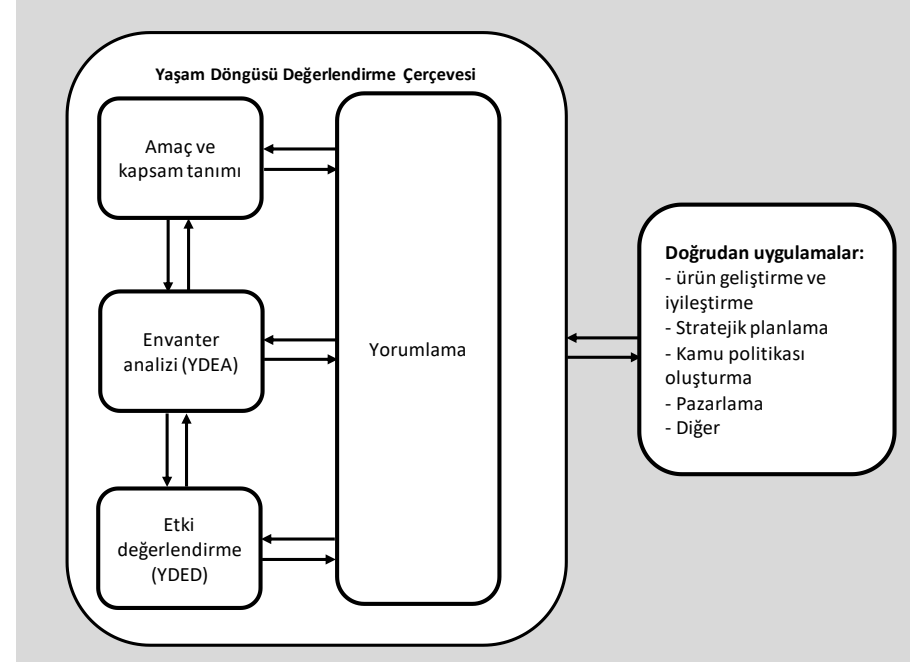 Yaşam Döngüsü Değerlendirme Çerçevesi
Amaç ve
kapsam tanımı
Envanter
analizi (YDEA)
Etki
değerlendirme
(YDED)
Yorumlama
Doğrudan uygulamalar:
- ürün geliştirme ve
iyileştirme
- Stratejik planlama
- Kamu politikası
oluşturma
- Pazarlama
- Diğer